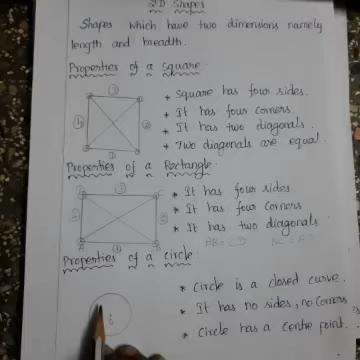 2D Shapes
Shapes which have two dimensions namely
length and breadth.
Properties of a Square
* Square has four sides.
* It has four corners
* It has two diagonals.
* Two diagonals are equal.
Properties of a Rectangle
* It has four sides
* It has four corners
* It has two diagonals
Properties of a circle
* Circle is a closed curve.
* It has no sides, no corners
* Circle has a centre point.